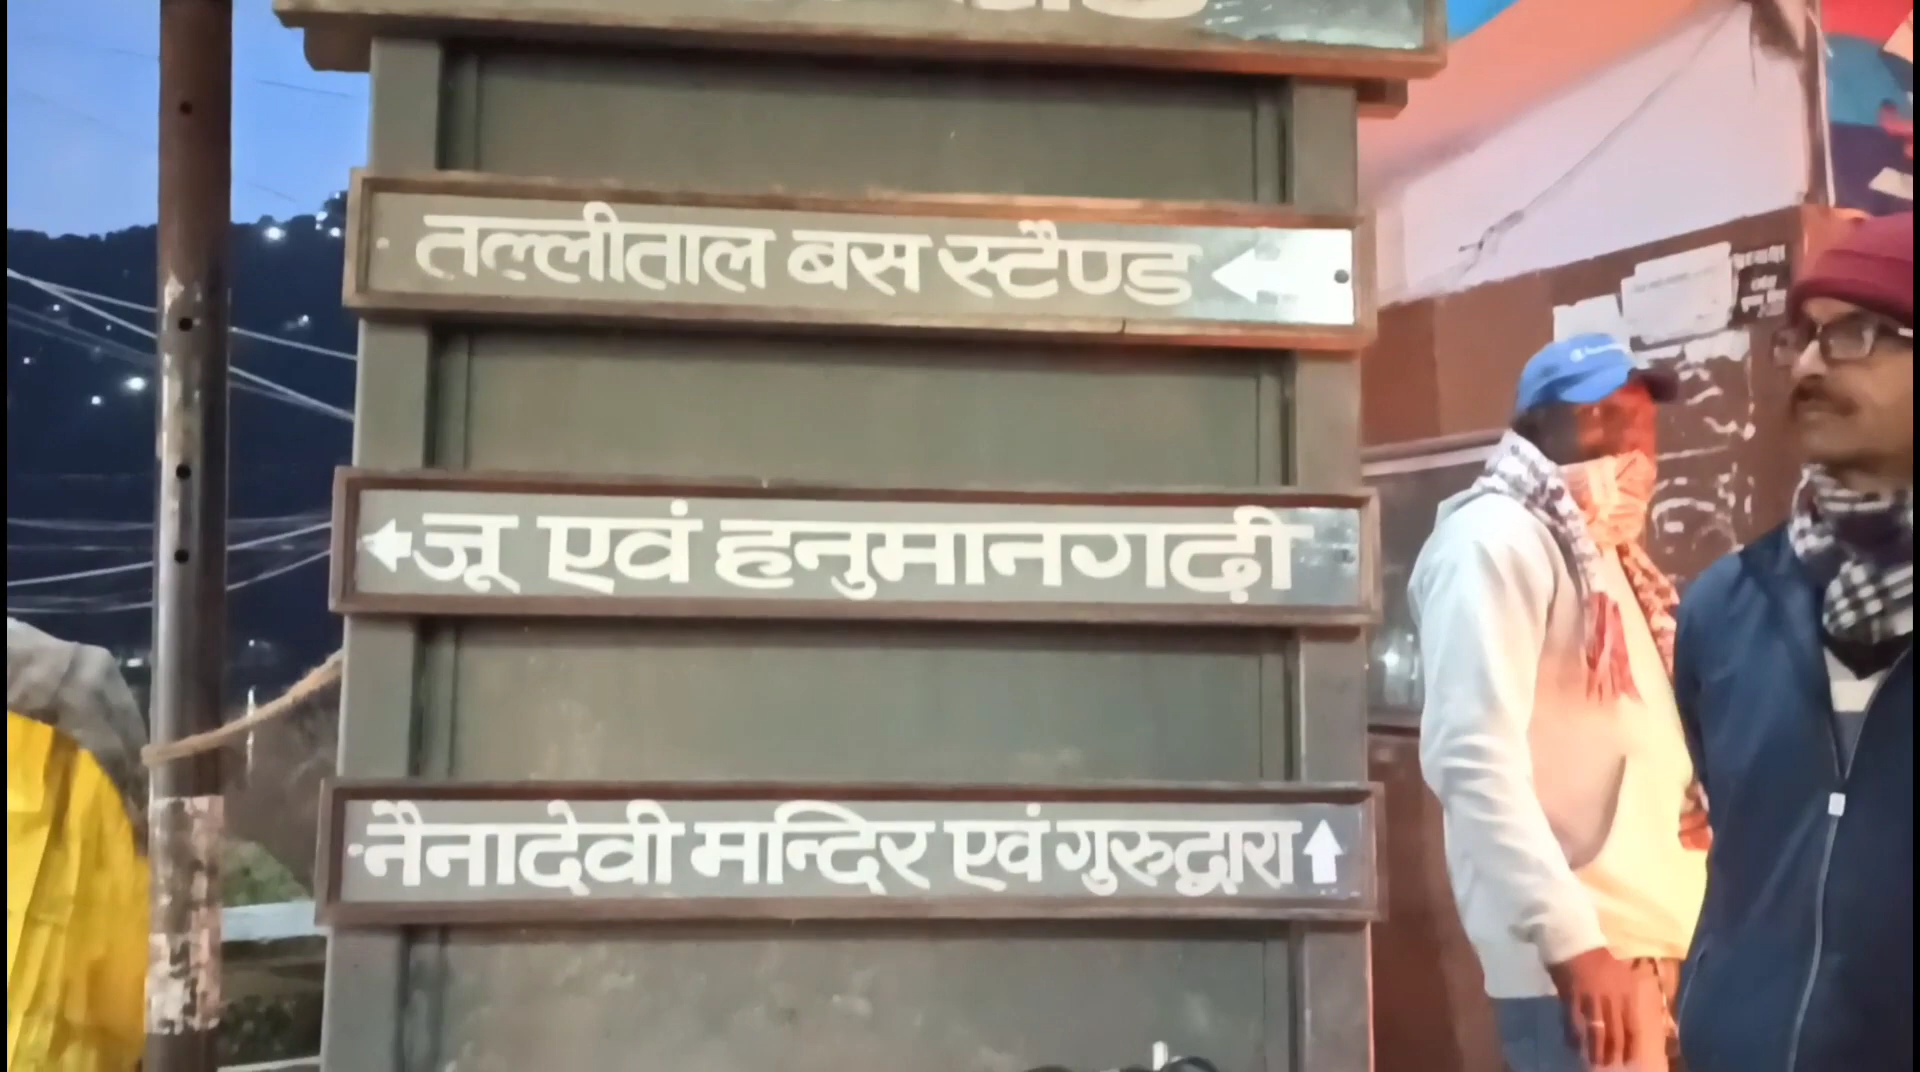 तल्लीताल बस स्टैण्ड
जू एवं हनुमानगढ़ी
नैनादेवी मन्दिर एवं गुरुद्वारा